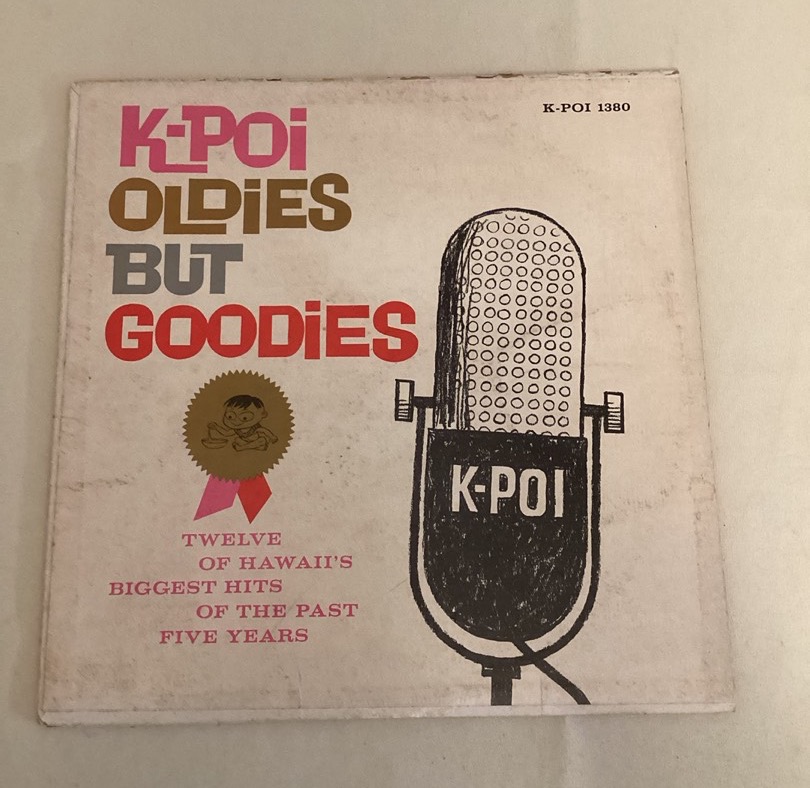 K-POI 1380
K-POi
OLDiES
BUT
GOODiES
K-POI
TWELVE
OF HAWAII'S
BIGGEST HITS
OF THE PAST
FIVE YEARS